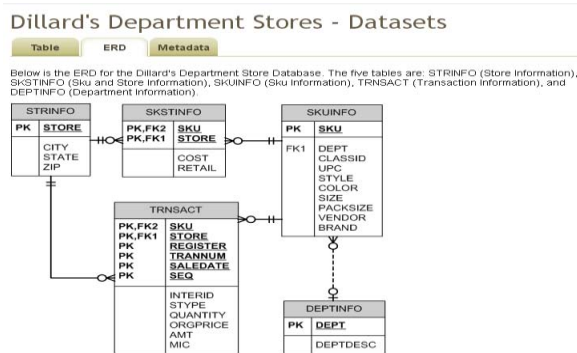 Dillard's Department Stores - Datasets
Table ERD Metadata
Below is the ERD for the Dillard's Department Store Database. The five tables are: STRINFO (Store Information),
SKSTINFO (Sku and Store Information), SKUINFO (Sku Information), TRNSACT (Transaction Information), and
DEPTINFO (Department Information).
STRINFO
PK STORE
CITY
STATE
ZIP
SKSTINFO
PK,FK2 SKU
PK,FK1 STORE
COST
RETAIL
SKUINFO
PK SKU
FK1 DEPT
CLASSID
UPC
STYLE
COLOR
SIZE
PACKSIZE
VENDOR
BRAND
TRNSACT
PK,FK2 SKU
PK,FK1 STORE
PK REGISTER
PK TRANNUM
PK SALEDATE
PK SEQ
INTERID
STYPE
QUANTITY
ORGPRICE
AMT
MIC
DEPTINFO
PK DEPT
DEPTDESC